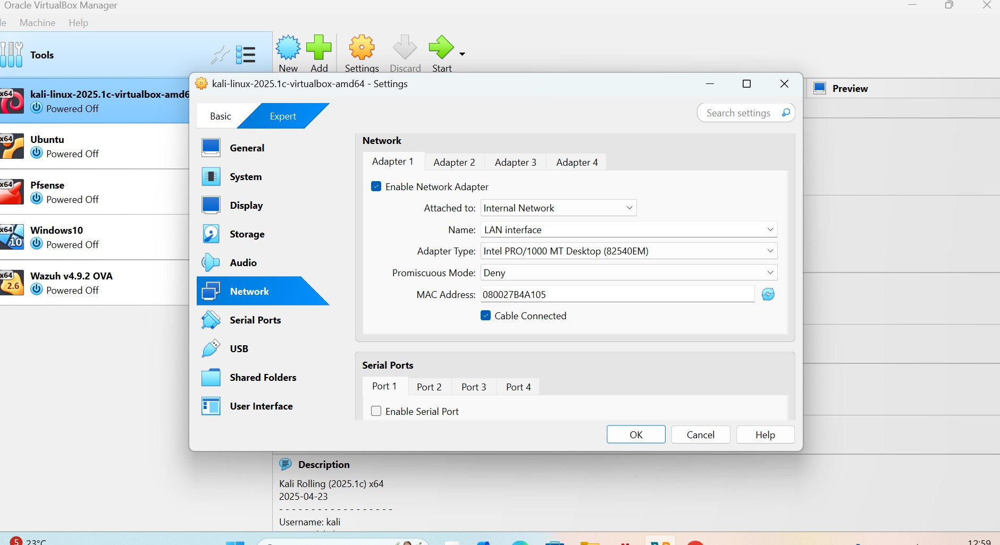 Oracle VirtualBox Manager
Machine Help
Tools
New Add Settings Discard Start
kali-linux-2025.1c-virtualbox-amd6
Powered Off
Ubuntu
Powered Off
Pfsense
Powered Off
Windows10
Powered Off
Wazuh v4.9.2 OVA
Powered Off
x64
x64
x64
x64
10
x64
2.6
kali-linux-2025.1c-virtualbox-amd64 - Settings
Basic Expert
Search settings
General
System
Display
Storage
Audio
Network
Serial Ports
USB
Shared Folders
User Interface
Network
Adapter 1 Adapter 2 Adapter 3 Adapter 4
Enable Network Adapter
Attached to: Internal Network
Name: LAN interface
Adapter Type: Intel PRO/1000 MT Desktop (82540EM)
Promiscuous Mode: Deny
MAC Address: 080027B4A105
Cable Connected
Serial Ports
Port 1 Port 2 Port 3 Port 4
Enable Serial Port
OK Cancel Help
Preview
Description
Kali Rolling (2025.1c) x64
2025-04-23
- - - - - - - - - - - - - - - - - -
Username: kali
5 23°C
12:59